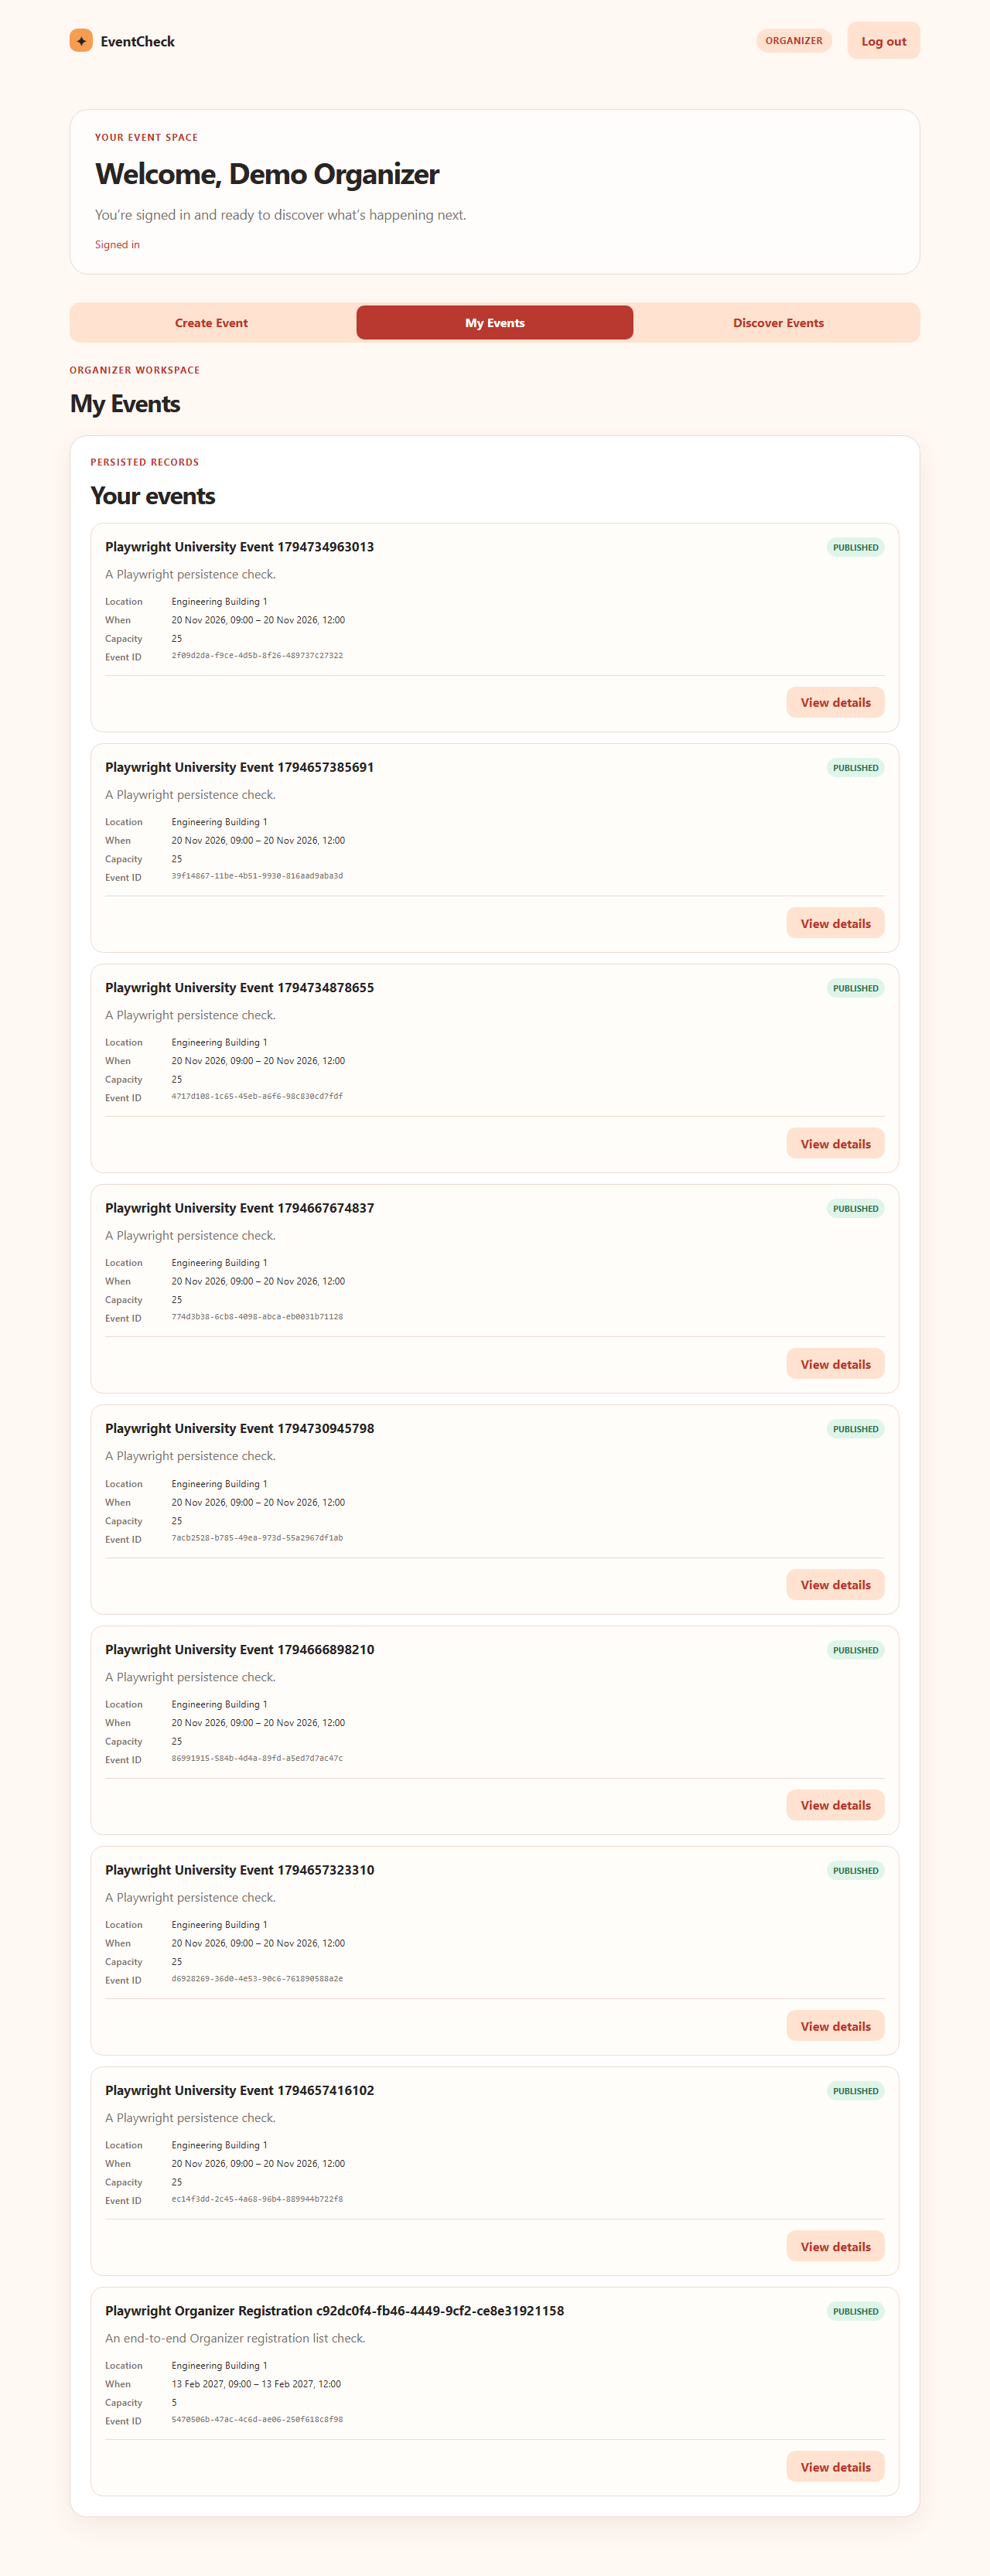 EventCheck
ORGANIZER
Log out
YOUR EVENT SPACE
Welcome, Demo Organizer
You're signed in and ready to discover what's happening next.
Signed in
Create Event
My Events
Discover Events
ORGANIZER WORKSPACE
My Events
PERSISTED RECORDS
Your events
Playwright University Event 1794734963013
PUBLISHED
A Playwright persistence check.
Location Engineering Building 1
When 20 Nov 2026, 09:00 – 20 Nov 2026, 12:00
Capacity 25
Event ID 2f09d2da-f9ce-4d5b-8f26-489737c27322
View details
Playwright University Event 1794657385691
PUBLISHED
A Playwright persistence check.
Location Engineering Building 1
When 20 Nov 2026, 09:00 – 20 Nov 2026, 12:00
Capacity 25
Event ID 39f14867-11be-4b51-9930-816aad9aba3d
View details
Playwright University Event 1794734878655
PUBLISHED
A Playwright persistence check.
Location Engineering Building 1
When 20 Nov 2026, 09:00 – 20 Nov 2026, 12:00
Capacity 25
Event ID 4717d108-1c65-45eb-a6f6-98c830cd7fdf
View details
Playwright University Event 1794667674837
PUBLISHED
A Playwright persistence check.
Location Engineering Building 1
When 20 Nov 2026, 09:00 – 20 Nov 2026, 12:00
Capacity 25
Event ID 774d3b38-6cb8-4098-abca-eb0031b71128
View details
Playwright University Event 1794730945798
PUBLISHED
A Playwright persistence check.
Location Engineering Building 1
When 20 Nov 2026, 09:00 – 20 Nov 2026, 12:00
Capacity 25
Event ID 7acb2528-b785-49ea-973d-55a2967df1ab
View details
Playwright University Event 1794666898210
PUBLISHED
A Playwright persistence check.
Location Engineering Building 1
When 20 Nov 2026, 09:00 – 20 Nov 2026, 12:00
Capacity 25
Event ID 86991915-584b-4d4a-89fd-a5ed7d7ac47c
View details
Playwright University Event 1794657323310
PUBLISHED
A Playwright persistence check.
Location Engineering Building 1
When 20 Nov 2026, 09:00 – 20 Nov 2026, 12:00
Capacity 25
Event ID d6928269-36d0-4e53-90c6-761890588a2e
View details
Playwright University Event 1794657416102
PUBLISHED
A Playwright persistence check.
Location Engineering Building 1
When 20 Nov 2026, 09:00 – 20 Nov 2026, 12:00
Capacity 25
Event ID ec14f3dd-2c45-4a68-96b4-889944b722f8
View details
Playwright Organizer Registration c92dc0f4-fb46-4449-9cf2-ce8e31921158
PUBLISHED
An end-to-end Organizer registration list check.
Location Engineering Building 1
When 13 Feb 2027, 09:00 – 13 Feb 2027, 12:00
Capacity 5
Event ID 5470506b-47ac-4c6d-ae06-250f618c8f98
View details